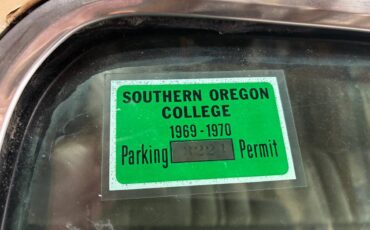 SOUTHERN OREGON
COLLEGE
1969-1970
Parking Permit